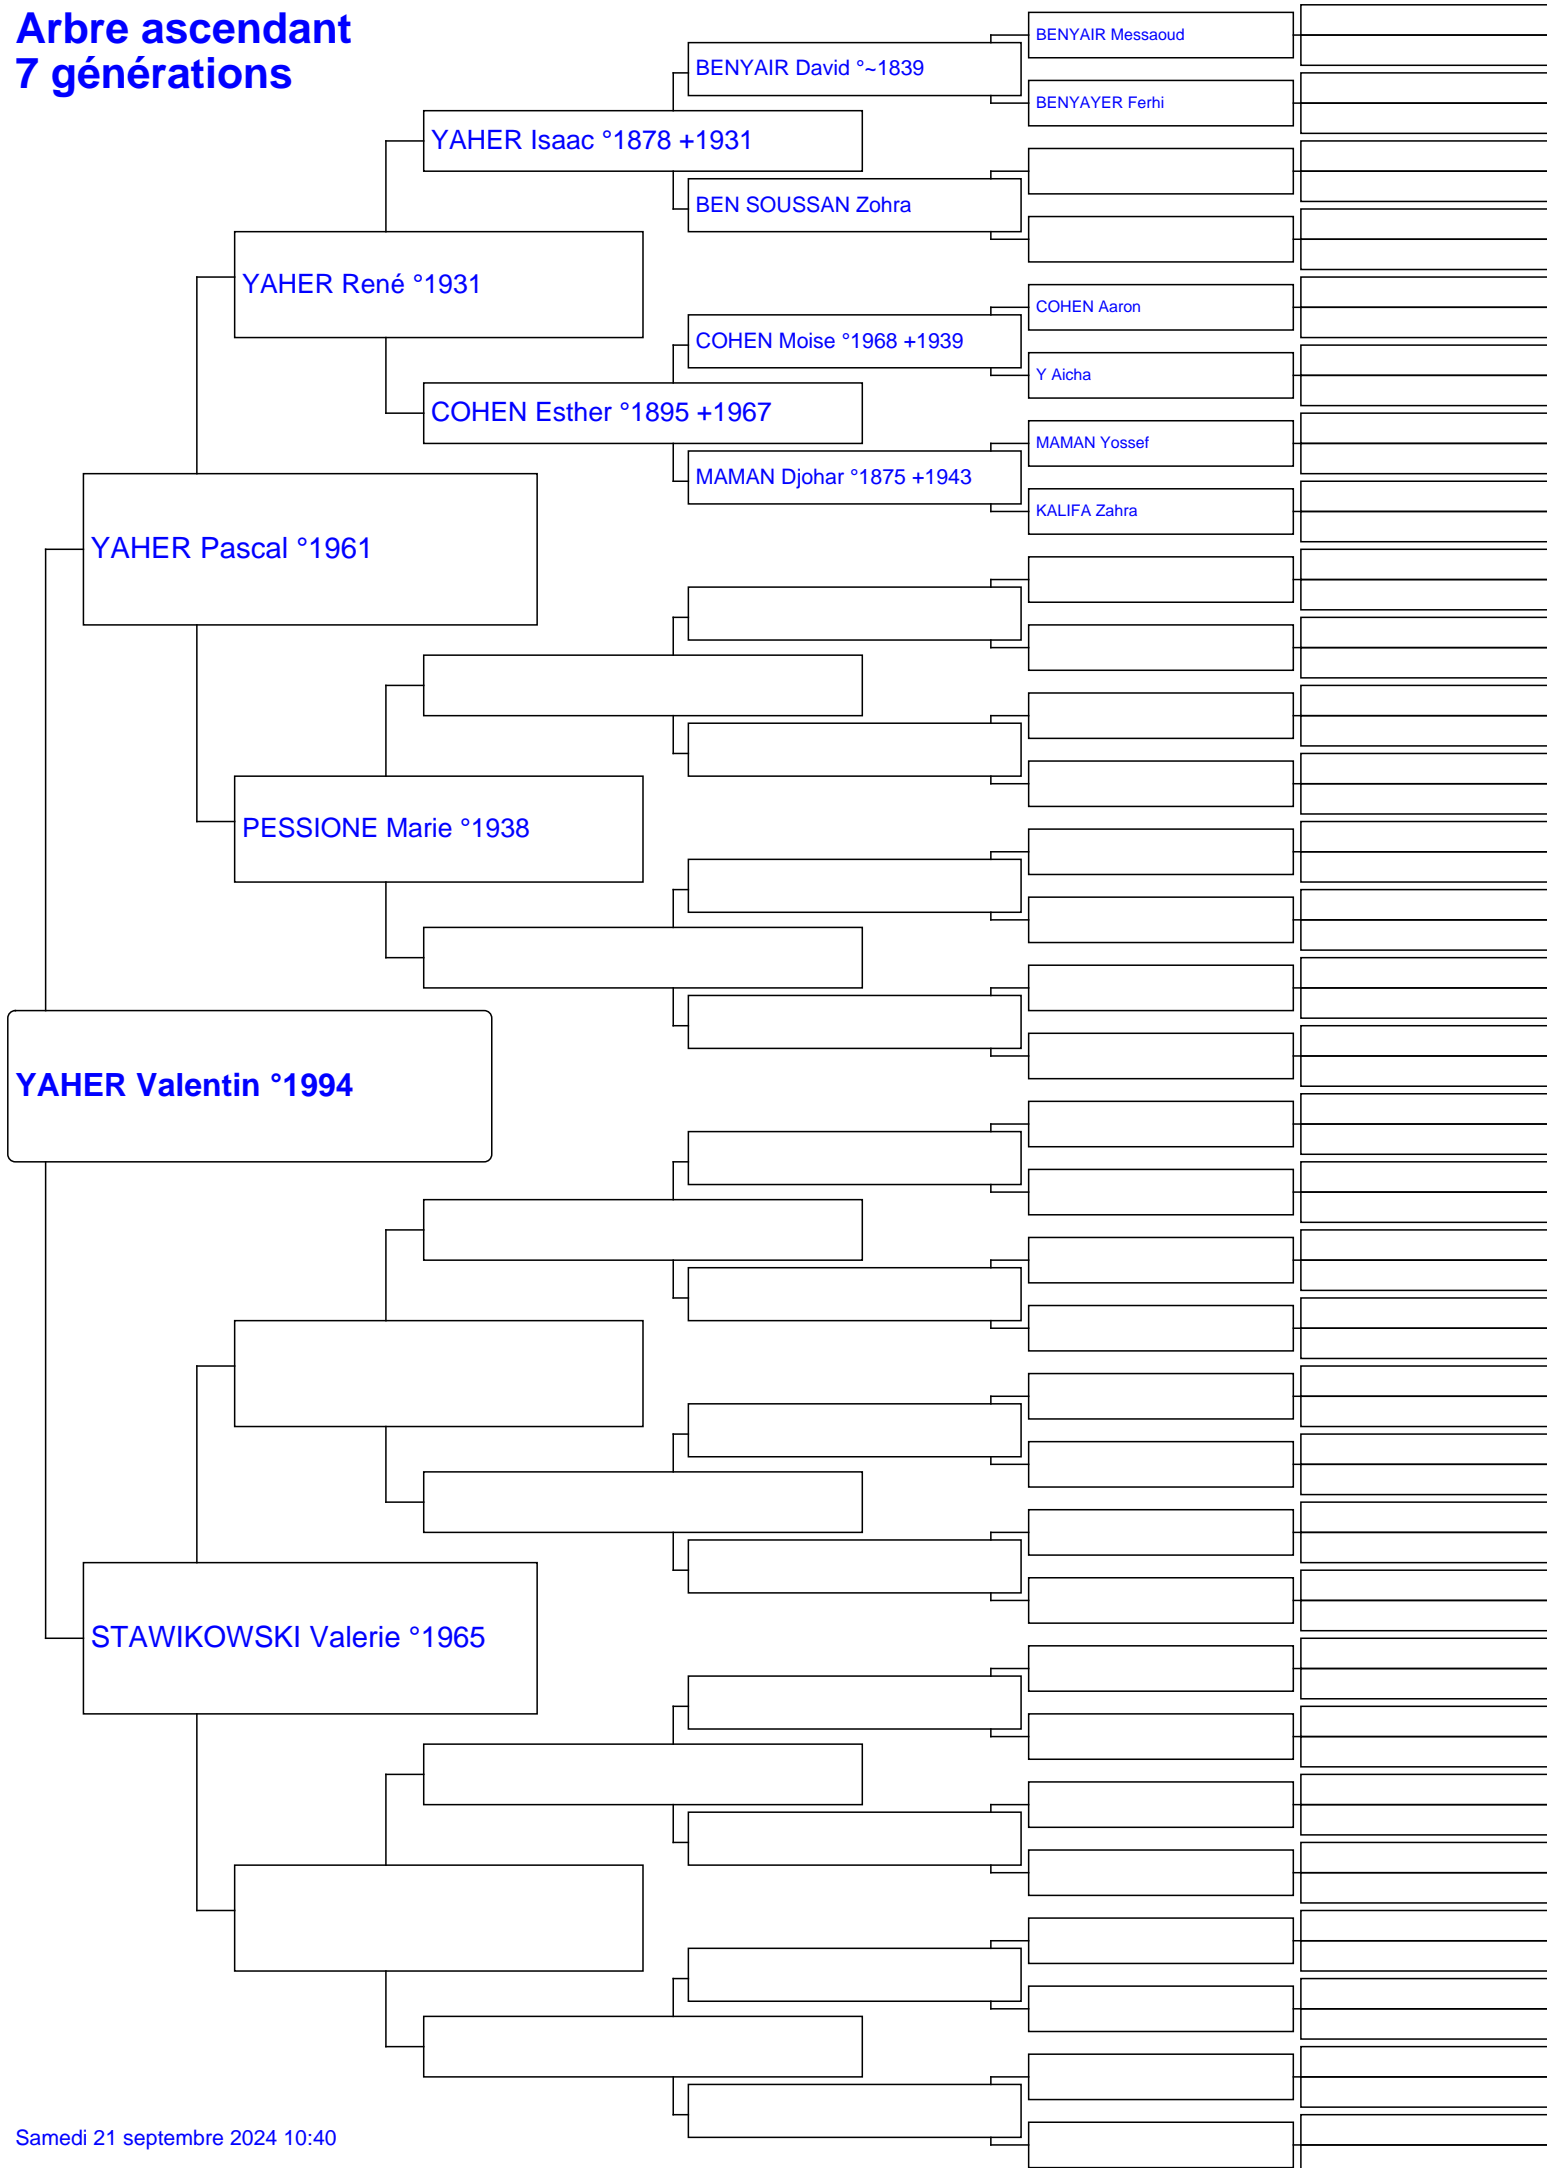 Arbre ascendant
7 générations
BENYAIR Messaoud
BENYAIR David °~1839
BENYAYER Ferhi
YAHER Isaac °1878 +1931
BEN SOUSSAN Zohra
YAHER René °1931
COHEN Aaron
COHEN Moise °1968 +1939
Y Aicha
COHEN Esther °1895 +1967
MAMAN Yossef
MAMAN Djohar °1875 +1943
KALIFA Zahra
YAHER Pascal °1961
PESSIONE Marie °1938
YAHER Valentin °1994
STAWIKOWSKI Valerie °1965
Samedi 21 septembre 2024 10:40